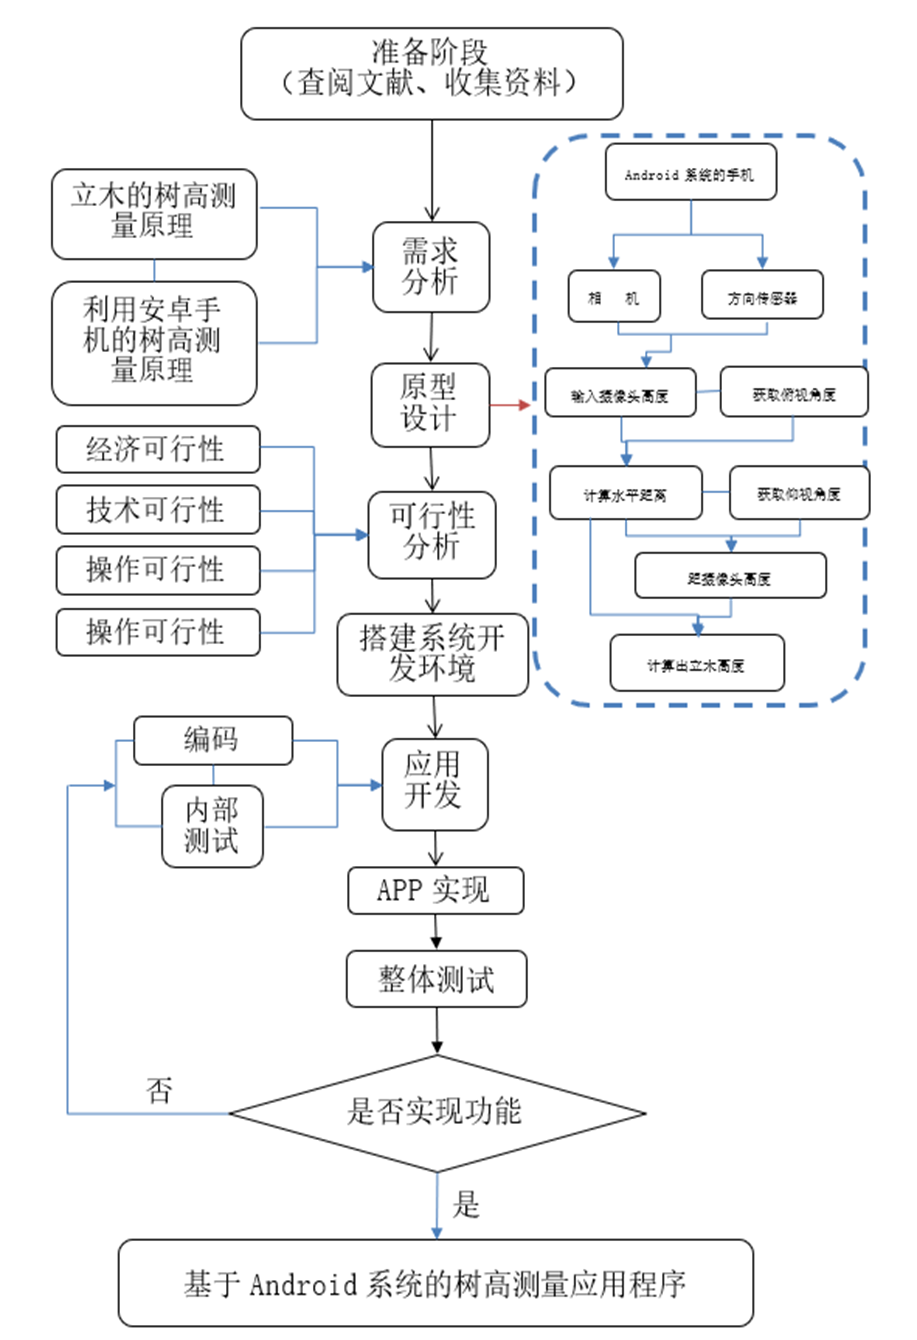 准备阶段
（查阅文献、收集资料）
立木的树高测
量原理
利用安卓手
机的树高测
量原理
需求
分析
原型
设计
经济可行性
技术可行性
操作可行性
操作可行性
可行性
分析
搭建系统开
发环境
Android 系统的手机
相 机
方向传感器
输入摄像头高度
获取俯视角度
计算水平距离
获取仰视角度
距摄像头高度
计算出立木高度
编码
内部
测试
应用
开发
APP 实现
整体测试
否
是否实现功能
是
基于 Android 系统的树高测量应用程序